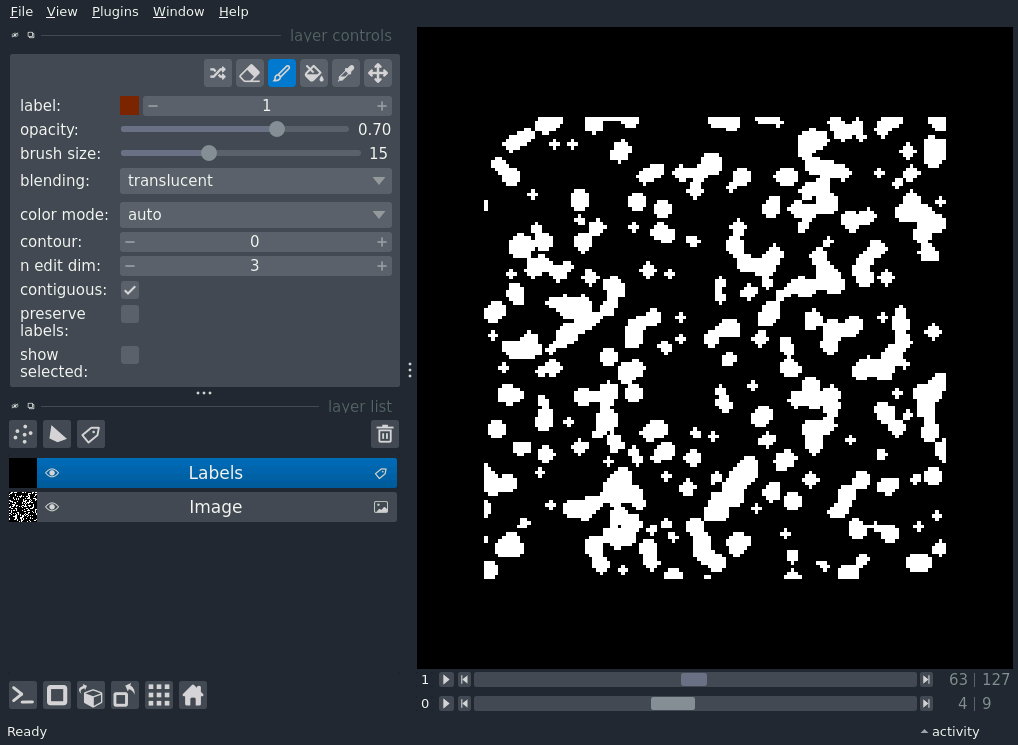 File View Plugins Window Help
layer controls
label: 1
opacity: 0.70
brush size: 15
blending: translucent
color mode: auto
contour: 0
n edit dim: 3
contiguous:
preserve
labels:
show
selected:
layer list
Labels
Image
1 63 | 127
0 4 | 9
Ready activity